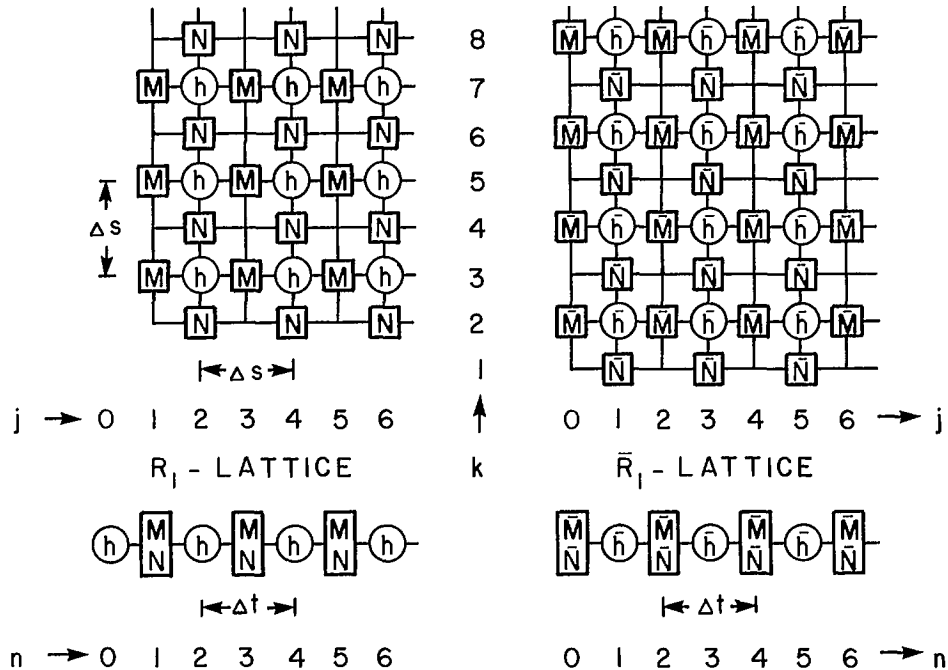 N N N 8 M̄ h̄ M̄ h̄ M̄ h̄ M̄
M h M h M h 7 N̄ N̄ N̄
N N N 6 M̄ h̄ M̄ h̄ M̄ h̄ M̄
M h M h M h 5 N̄ N̄ N̄
Δs
N N N 4 M̄ h̄ M̄ h̄ M̄ h̄ M̄
M h M h M h 3 N̄ N̄ N̄
N N N 2 M̄ h̄ M̄ h̄ M̄ h̄ M̄
Δs 1 N̄ N̄ N̄
j → 0 1 2 3 4 5 6 ↑ 0 1 2 3 4 5 6 → j
R₁ - LATTICE k R̄₁ - LATTICE
M M M M̄ M̄ M̄ M̄
h h h h h̄ h̄ h̄
N N N N̄ N̄ N̄ N̄
Δt Δt
n → 0 1 2 3 4 5 6 0 1 2 3 4 5 6 → n